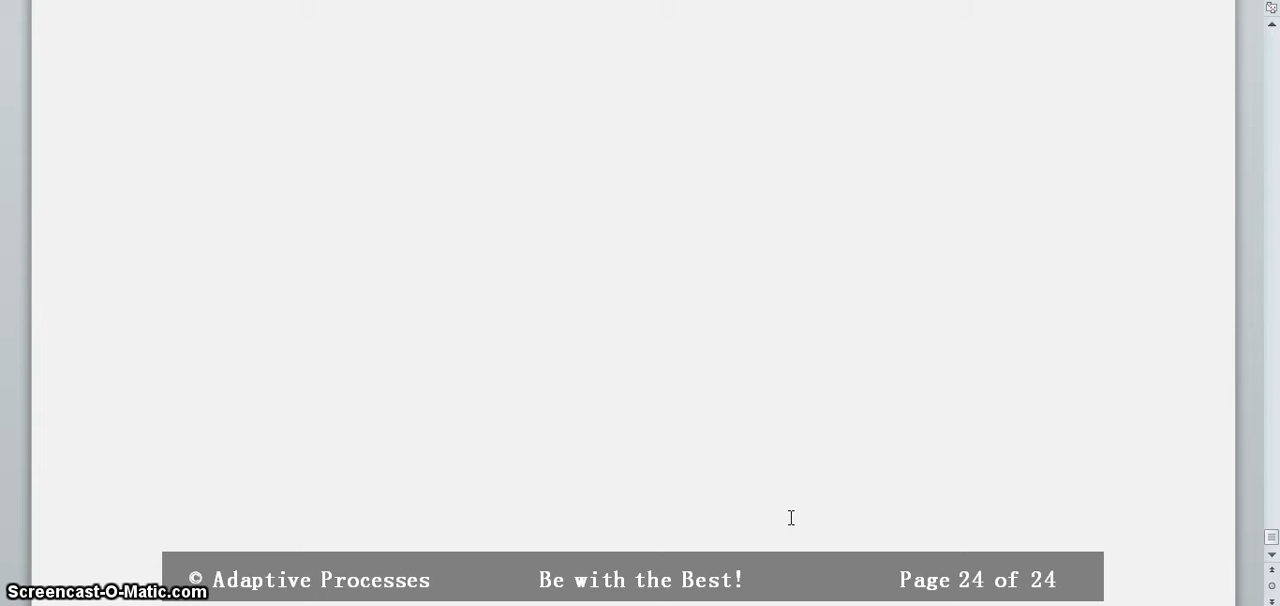 © Adaptive Processes Be with the Best! Page 24 of 24
Screencast-O-Matic.com